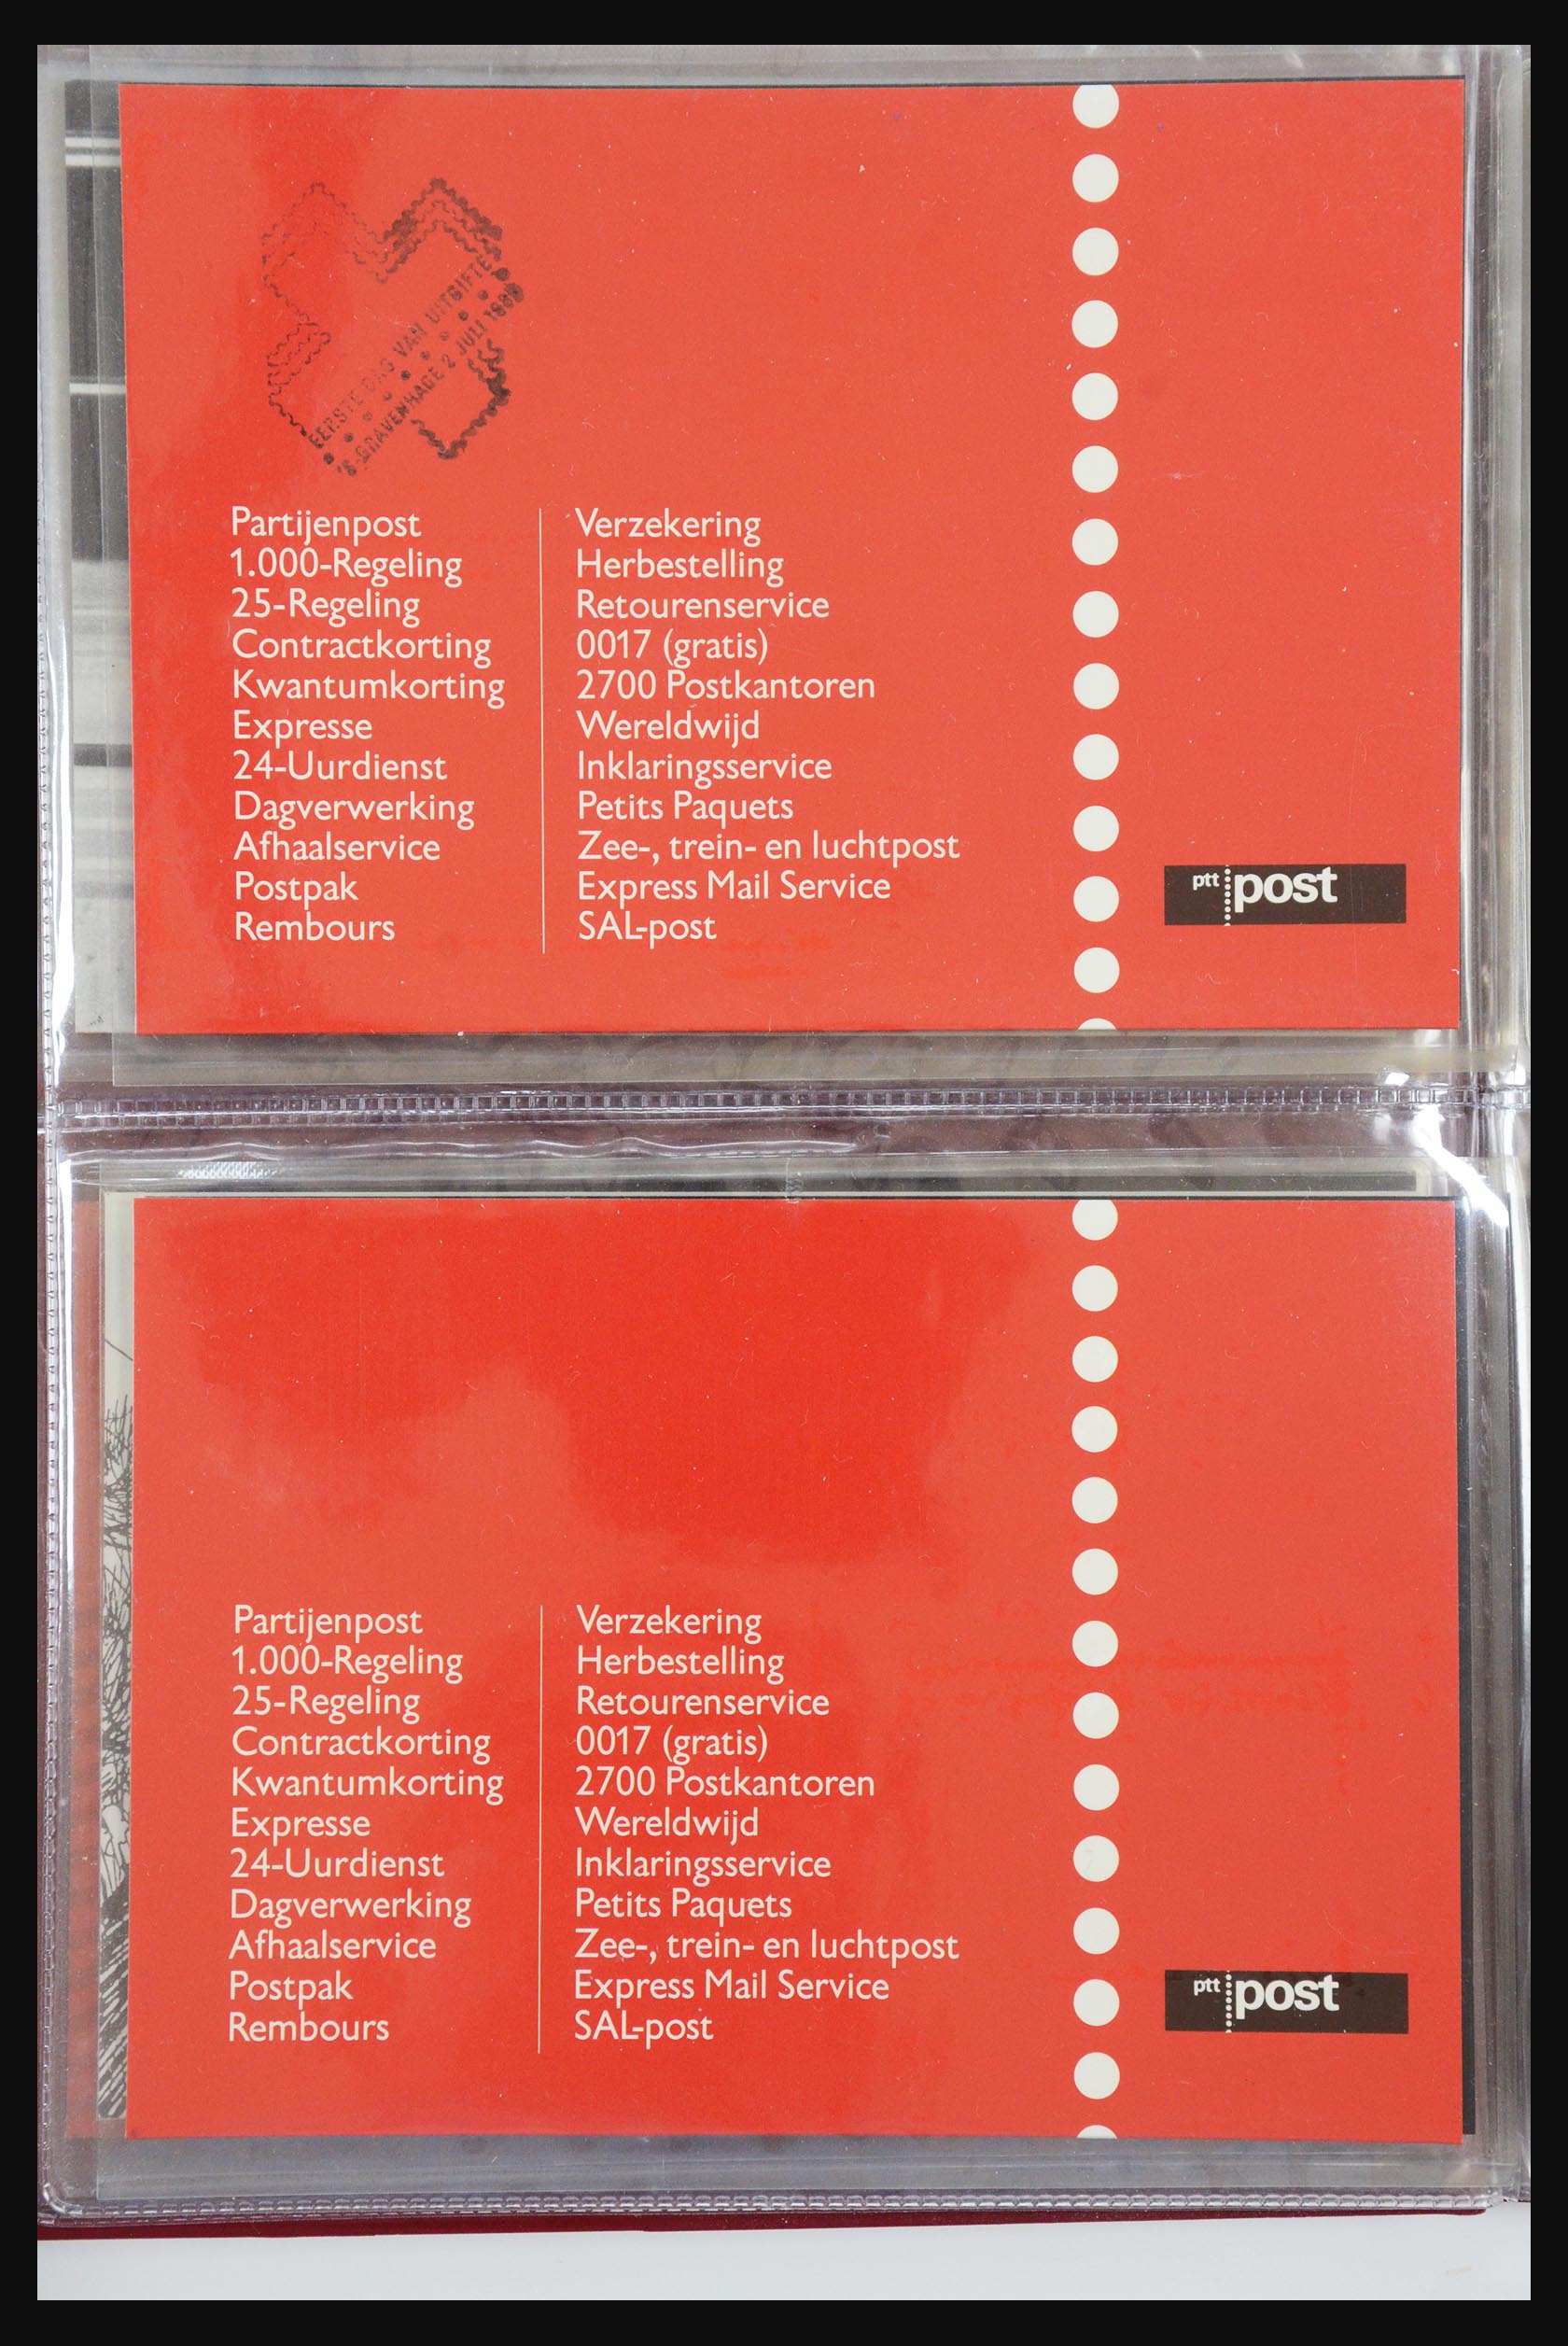 EERSTE DAG VAN UITGIFTE
'S-GRAVENHAGE 2 JULI
Partijenpost
1.000-Regeling
25-Regeling
Contractkorting
Kwantumkorting
Expresse
24-Uurdienst
Dagverwerking
Afhaalservice
Postpak
Rembours
Verzekering
Herbestelling
Retourenservice
0017 (gratis)
2700 Postkantoren
Wereldwijd
Inklaringsservice
Petits Paquets
Zee-, trein- en luchtpost
Express Mail Service
SAL-post
ptt post
Partijenpost
1.000-Regeling
25-Regeling
Contractkorting
Kwantumkorting
Expresse
24-Uurdienst
Dagverwerking
Afhaalservice
Postpak
Rembours
Verzekering
Herbestelling
Retourenservice
0017 (gratis)
2700 Postkantoren
Wereldwijd
Inklaringsservice
Petits Paquets
Zee-, trein- en luchtpost
Express Mail Service
SAL-post
ptt post